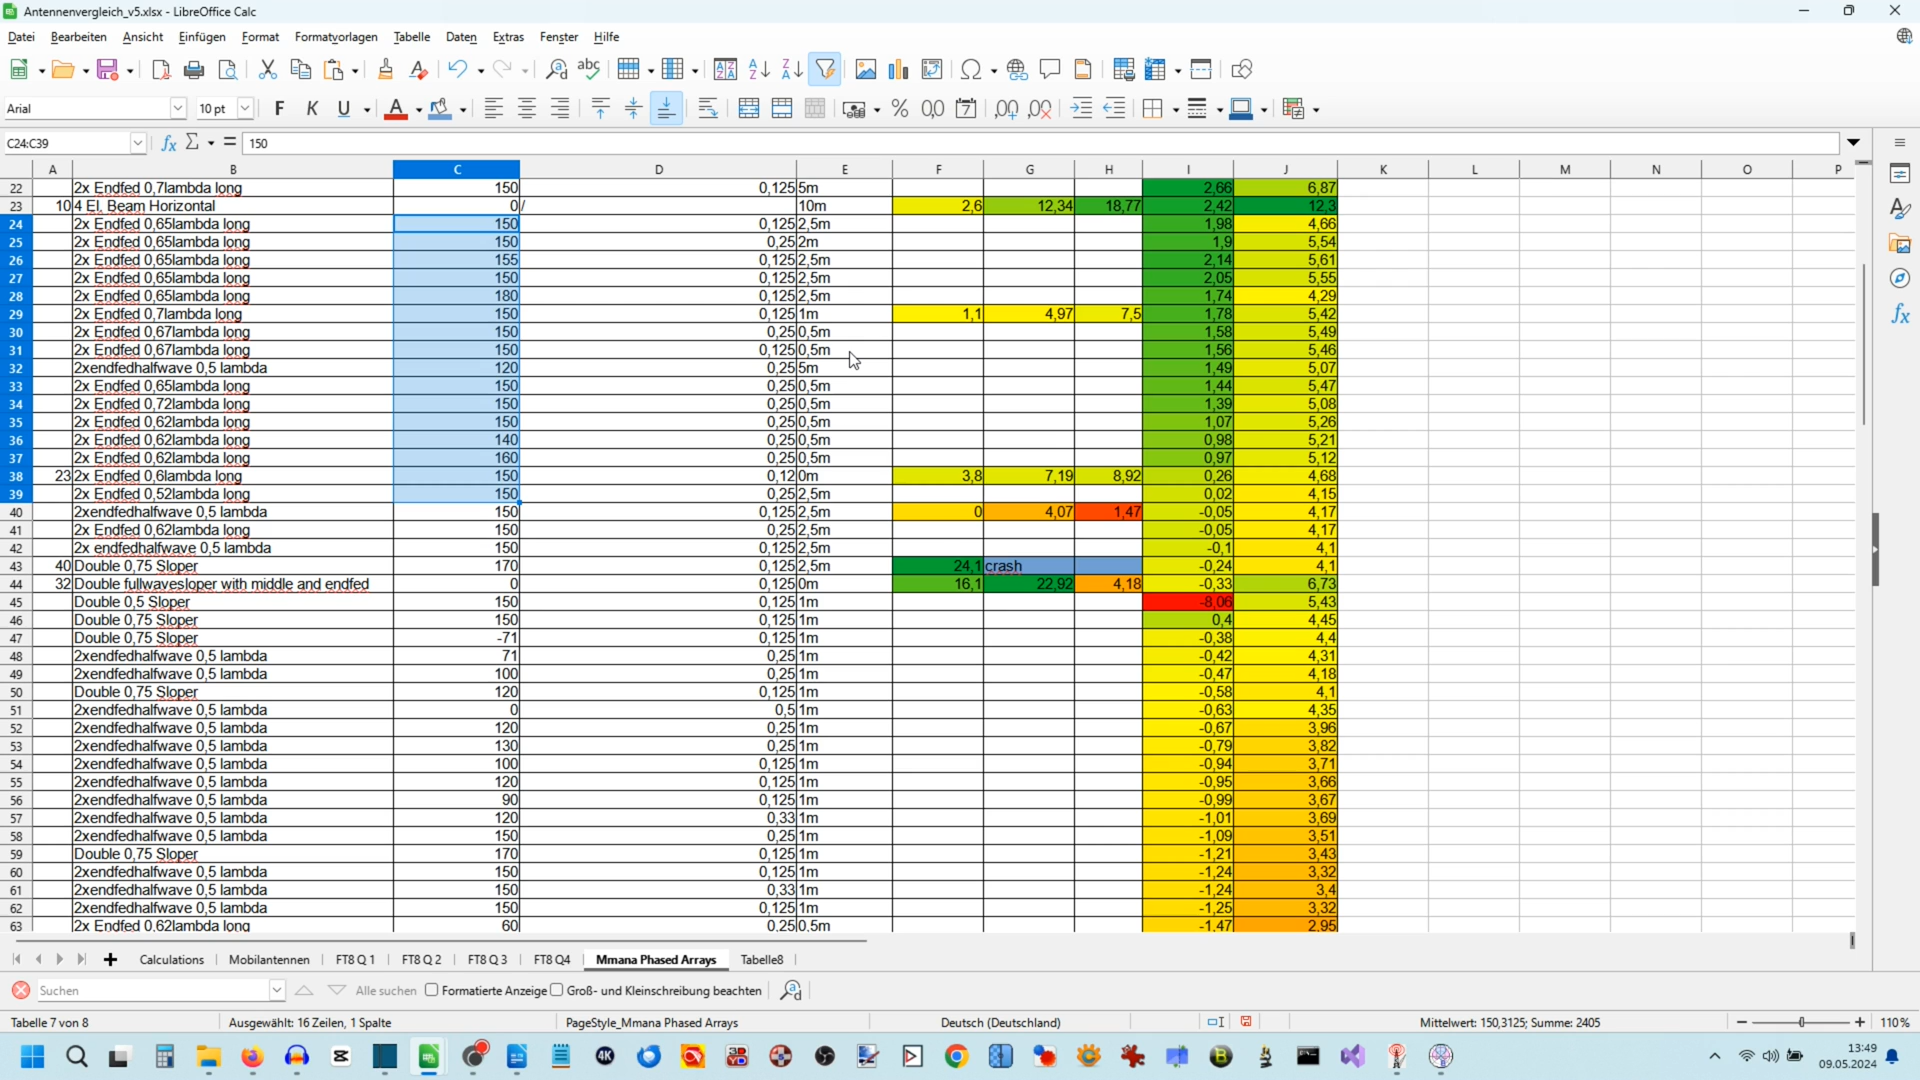 Antennenvergleich_v5.xlsx - LibreOffice Calc
Datei Bearbeiten Ansicht Einfügen Format Formatvorlagen Tabelle Daten Extras Fenster Hilfe
Arial 10 pt F K U
C24:C39 fx Σ = 150
A B C D E F G H I J K L M N O P
22 2x Endfed 0,7lambda long 150 0,125 5m 2,66 6,87
23 10 4 El. Beam Horizontal 0 / 10m 2,6 12,34 18,77 2,42 12,3
24 2x Endfed 0,65lambda long 150 0,125 2,5m 1,98 4,66
25 2x Endfed 0,65lambda long 150 0,25 2m 1,9 5,54
26 2x Endfed 0,65lambda long 155 0,125 2,5m 2,14 5,61
27 2x Endfed 0,65lambda long 150 0,125 2,5m 2,05 5,55
28 2x Endfed 0,65lambda long 180 0,125 2,5m 1,74 4,29
29 2x Endfed 0,7lambda long 150 0,125 1m 1,1 4,97 7,5 1,78 5,42
30 2x Endfed 0,67lambda long 150 0,25 0,5m 1,58 5,49
31 2x Endfed 0,67lambda long 150 0,125 0,5m 1,56 5,46
32 2xendfedhalfwave 0,5 lambda 120 0,25 5m 1,49 5,07
33 2x Endfed 0,65lambda long 150 0,25 0,5m 1,44 5,47
34 2x Endfed 0,72lambda long 150 0,25 0,5m 1,39 5,08
35 2x Endfed 0,62lambda long 150 0,25 0,5m 1,07 5,26
36 2x Endfed 0,62lambda long 140 0,25 0,5m 0,98 5,21
37 2x Endfed 0,62lambda long 160 0,25 0,5m 0,97 5,12
38 23 2x Endfed 0,6lambda long 150 0,12 0m 3,8 7,19 8,92 0,26 4,68
39 2x Endfed 0,52lambda long 150 0,25 2,5m 0,02 4,15
40 2xendfedhalfwave 0,5 lambda 150 0,125 2,5m 0 4,07 1,47 -0,05 4,17
41 2x Endfed 0,62lambda long 150 0,25 2,5m -0,05 4,17
42 2x endfedhalfwave 0,5 lambda 150 0,125 2,5m -0,1 4,1
43 40 Double 0,75 Sloper 170 0,125 2,5m 24,1 crash -0,24 4,1
44 32 Double fullwavesloper with middle and endfed 0 0,125 0m 16,1 22,92 4,18 -0,33 6,73
45 Double 0,5 Sloper 150 0,125 1m -8,06 5,43
46 Double 0,75 Sloper 150 0,125 1m 0,4 4,45
47 Double 0,75 Sloper -71 0,125 1m -0,38 4,4
48 2xendfedhalfwave 0,5 lambda 71 0,25 1m -0,42 4,31
49 2xendfedhalfwave 0,5 lambda 100 0,25 1m -0,47 4,18
50 Double 0,75 Sloper 120 0,125 1m -0,58 4,1
51 2xendfedhalfwave 0,5 lambda 0 0,5 1m -0,63 4,35
52 2xendfedhalfwave 0,5 lambda 120 0,25 1m -0,67 3,96
53 2xendfedhalfwave 0,5 lambda 130 0,25 1m -0,79 3,82
54 2xendfedhalfwave 0,5 lambda 100 0,125 1m -0,94 3,71
55 2xendfedhalfwave 0,5 lambda 120 0,125 1m -0,95 3,66
56 2xendfedhalfwave 0,5 lambda 90 0,125 1m -0,99 3,67
57 2xendfedhalfwave 0,5 lambda 120 0,33 1m -1,01 3,69
58 2xendfedhalfwave 0,5 lambda 150 0,25 1m -1,09 3,51
59 Double 0,75 Sloper 170 0,125 1m -1,21 3,43
60 2xendfedhalfwave 0,5 lambda 150 0,125 1m -1,24 3,32
61 2xendfedhalfwave 0,5 lambda 150 0,33 1m -1,24 3,4
62 2xendfedhalfwave 0,5 lambda 150 0,125 1m -1,25 3,32
63 2x Endfed 0,62lambda long 60 0,25 0,5m -1,47 2,95
Calculations Mobilantennen FT8 Q 1 FT8 Q 2 FT8 Q 3 FT8 Q4 Mmana Phased Arrays Tabelle8
Suchen Alle suchen Formatierte Anzeige Groß- und Kleinschreibung beachten
Tabelle 7 von 8 Ausgewählt: 16 Zeilen, 1 Spalte PageStyle_Mmana Phased Arrays Deutsch (Deutschland) Mittelwert: 150,3125; Summe: 2405 110%
4K 13:49
09.05.2024